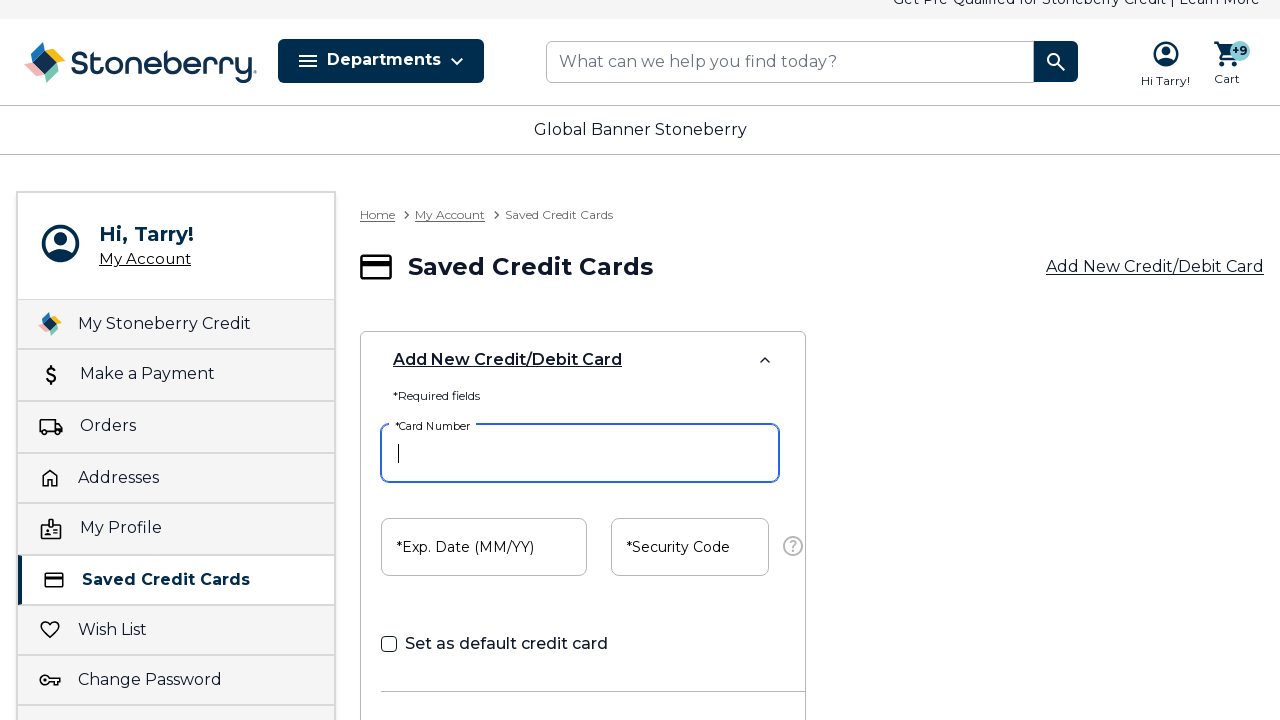 Get Pre-Qualified for Stoneberry Credit | Learn More
Stoneberry
Departments
What can we help you find today?
Hi Tarry!
+9
Cart
Global Banner Stoneberry
Hi, Tarry!
My Account
My Stoneberry Credit
Make a Payment
Orders
Addresses
My Profile
Saved Credit Cards
Wish List
Change Password
Home > My Account > Saved Credit Cards
Saved Credit Cards
Add New Credit/Debit Card
Add New Credit/Debit Card
*Required fields
*Card Number
*Exp. Date (MM/YY)
*Security Code
Set as default credit card